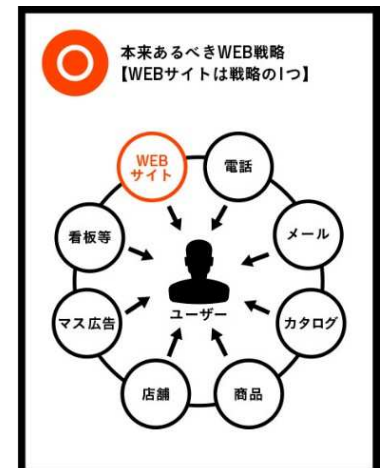 本来あるべきWEB戦略
【WEBサイトは戦略の1つ】
WEB
サイト
電話
看板等
メール
ユーザー
マス広告
カタログ
店舗
商品